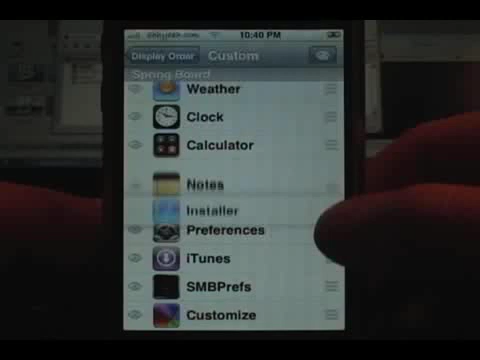 10:40 PM
Display Order
Custom
Spring Board
Weather
Clock
Calculator
Notes
Installer
Preferences
iTunes
SMBPrefs
Customize